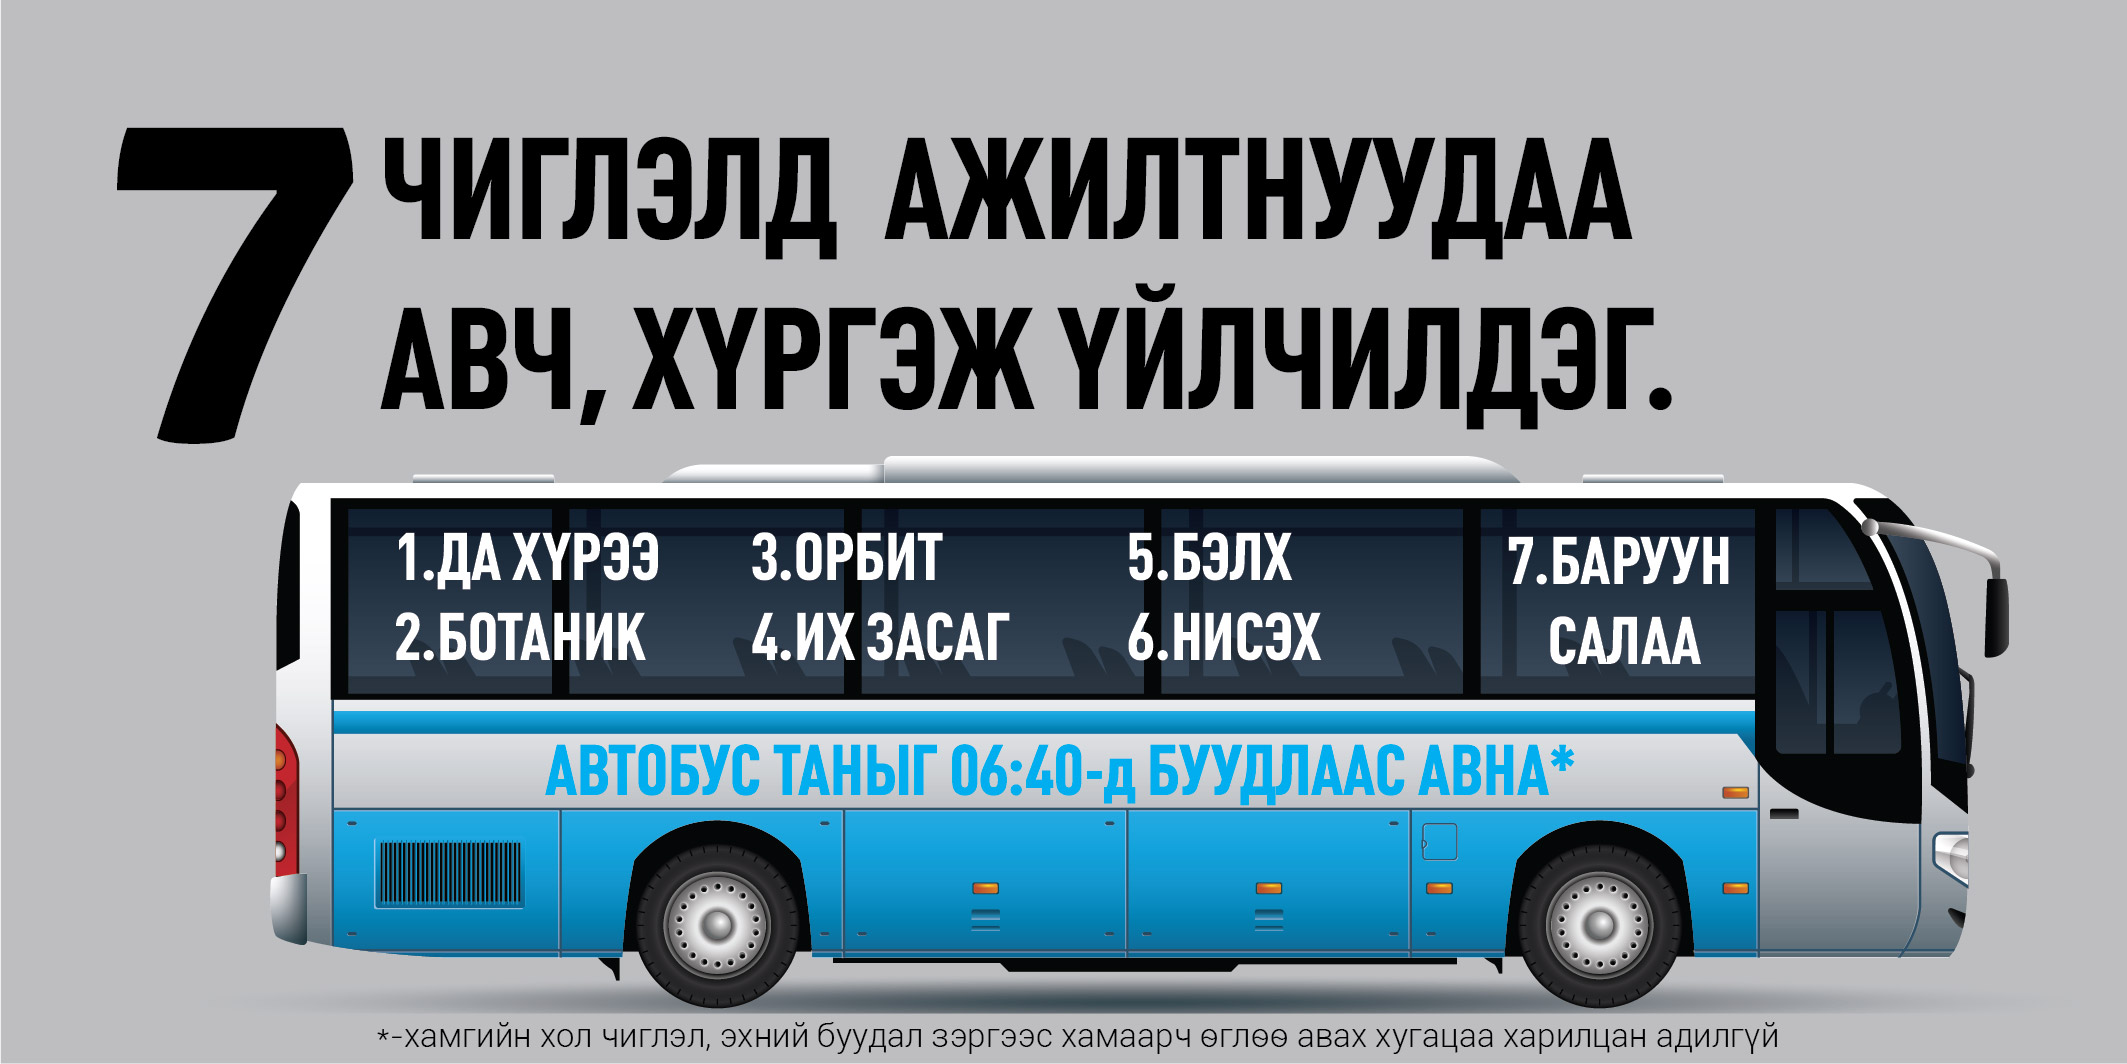 7 ЧИГЛЭЛД АЖИЛТНУУДАА
АВЧ, ХҮРГЭЖ ҮЙЛЧИЛДЭГ.
1.ДА ХҮРЭЭ
2.БОТАНИК
3.ОРБИТ
4.ИХ ЗАСАГ
5.БЭЛХ
6.НИСЭХ
7.БАРУУН
САЛАА
АВТОБУС ТАНЫГ 06:40-д БУУДЛААС АВНА*
*-хамгийн хол чиглэл, эхний буудал зэргээс хамаарч өглөө авах хугацаа харилцан адилгүй